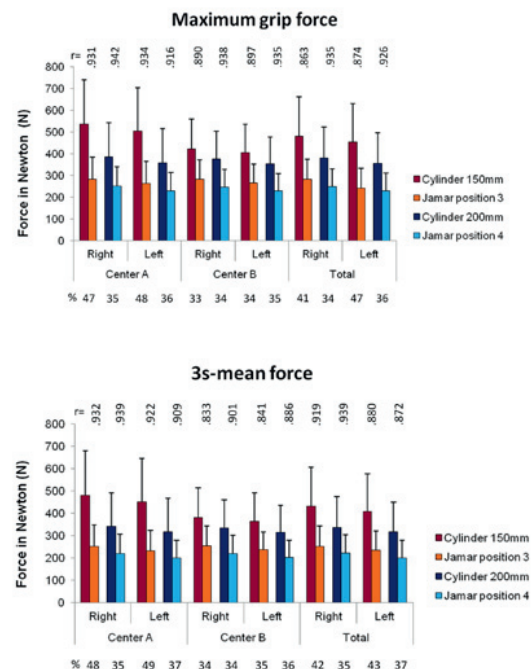 Maximum grip force
r= .931 .942 .934 .916 .890 .938 .897 .935 .863 .935 .874 .926
800
700
600
500
400
300
200
100
0
Force in Newton (N)
Cylinder 150mm
Jamar position 3
Cylinder 200mm
Jamar position 4
Right Left Right Left Right Left
Center A Center B Total
% 47 35 48 36 33 34 34 35 41 34 47 36
3s-mean force
r= .932 .939 .922 .909 .833 .901 .841 .886 .919 .939 .880 .872
800
700
600
500
400
300
200
100
0
Force in Newton (N)
Cylinder 150mm
Jamar position 3
Cylinder 200mm
Jamar position 4
Right Left Right Left Right Left
Center A Center B Total
% 48 35 49 37 34 34 35 36 42 35 43 37